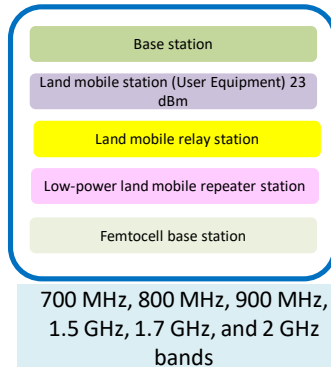 Base station
Land mobile station (User Equipment) 23
dBm
Land mobile relay station
Low-power land mobile repeater station
Femtocell base station
700 MHz, 800 MHz, 900 MHz,
1.5 GHz, 1.7 GHz, and 2 GHz
bands